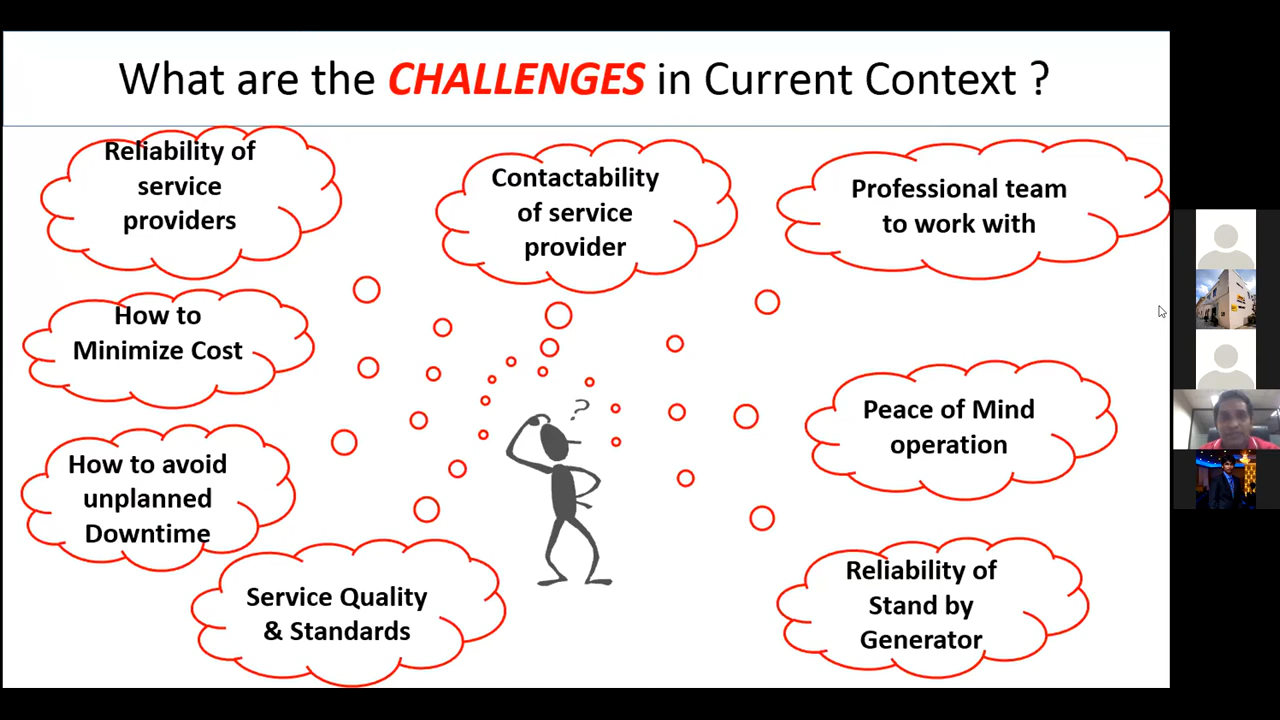 What are the CHALLENGES in Current Context ?
Reliability of
service
providers
Contactability
of service
provider
Professional team
to work with
How to
Minimize Cost
Peace of Mind
operation
How to avoid
unplanned
Downtime
Service Quality
& Standards
Reliability of
Stand by
Generator
?